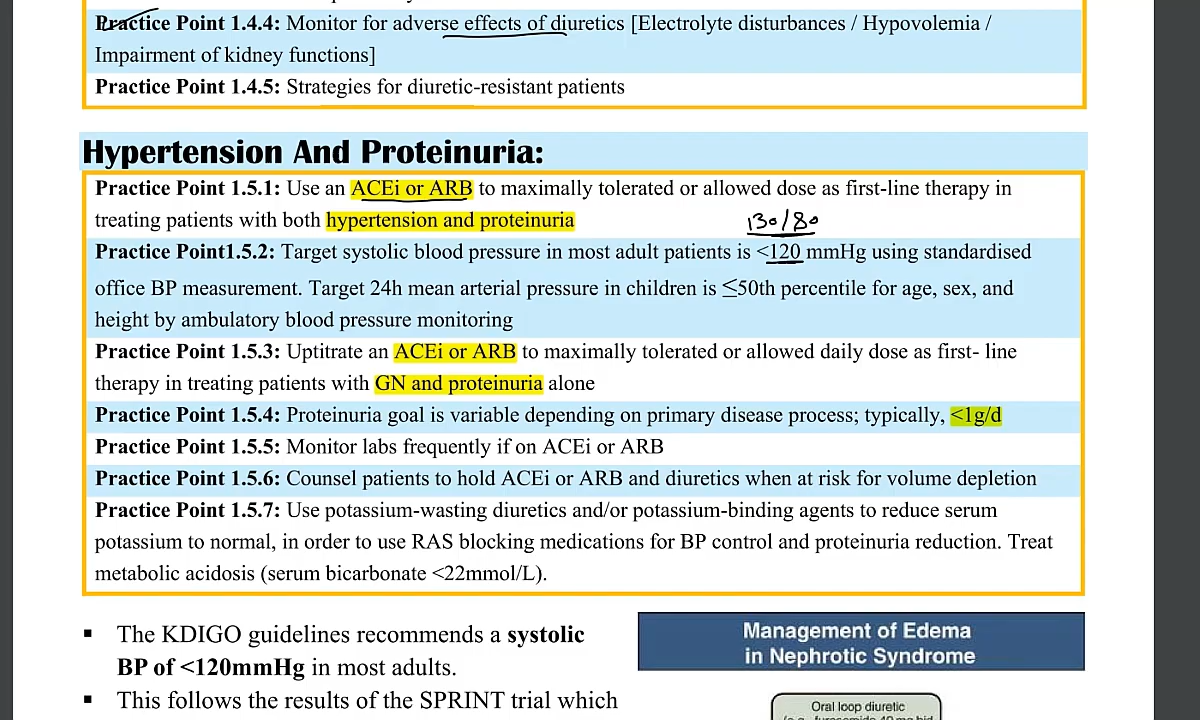 Practice Point 1.4.4: Monitor for adverse effects of diuretics [Electrolyte disturbances / Hypovolemia /
Impairment of kidney functions]
Practice Point 1.4.5: Strategies for diuretic-resistant patients
Hypertension And Proteinuria:
Practice Point 1.5.1: Use an ACEi or ARB to maximally tolerated or allowed dose as first-line therapy in
treating patients with both hypertension and proteinuria
130/80
Practice Point1.5.2: Target systolic blood pressure in most adult patients is <120 mmHg using standardised
office BP measurement. Target 24h mean arterial pressure in children is ≤50th percentile for age, sex, and
height by ambulatory blood pressure monitoring
Practice Point 1.5.3: Uptitrate an ACEi or ARB to maximally tolerated or allowed daily dose as first- line
therapy in treating patients with GN and proteinuria alone
Practice Point 1.5.4: Proteinuria goal is variable depending on primary disease process; typically, <1g/d
Practice Point 1.5.5: Monitor labs frequently if on ACEi or ARB
Practice Point 1.5.6: Counsel patients to hold ACEi or ARB and diuretics when at risk for volume depletion
Practice Point 1.5.7: Use potassium-wasting diuretics and/or potassium-binding agents to reduce serum
potassium to normal, in order to use RAS blocking medications for BP control and proteinuria reduction. Treat
metabolic acidosis (serum bicarbonate <22mmol/L).
▪ The KDIGO guidelines recommends a systolic
BP of <120mmHg in most adults.
▪ This follows the results of the SPRINT trial which
Management of Edema
in Nephrotic Syndrome
Oral loop diuretic